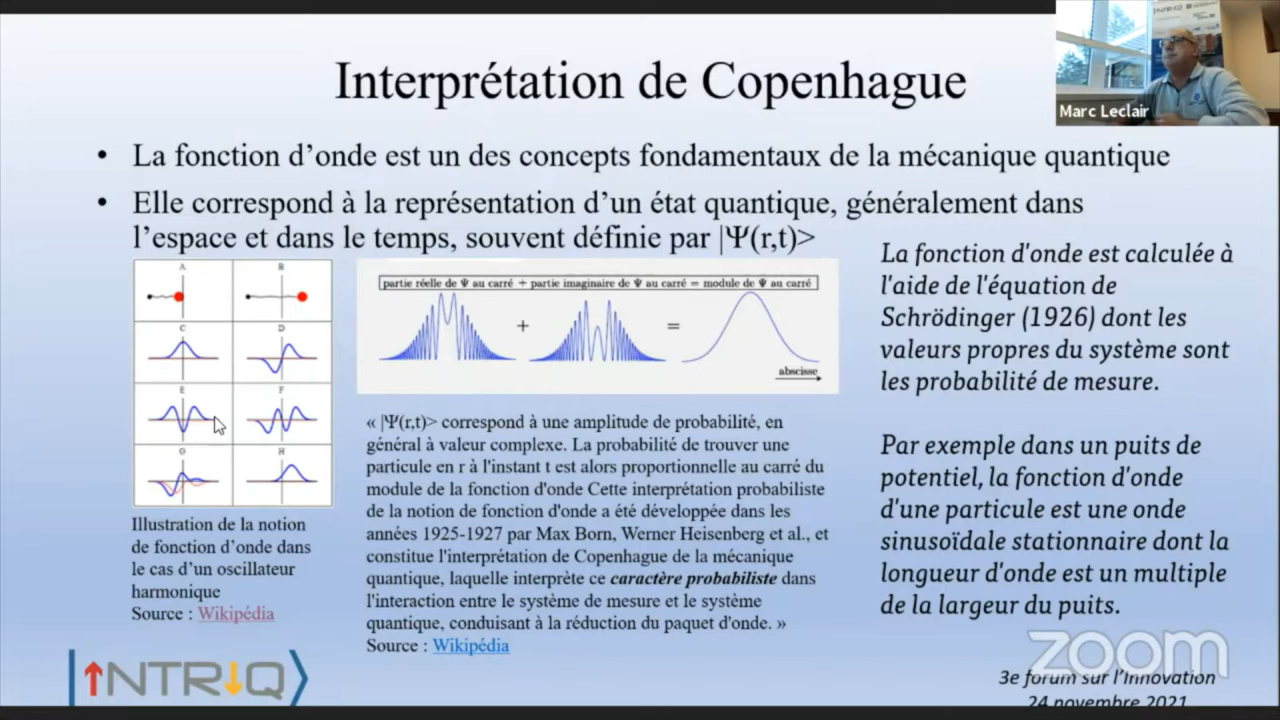 Interprétation de Copenhague
Marc Leclair
• La fonction d’onde est un des concepts fondamentaux de la mécanique quantique
• Elle correspond à la représentation d’un état quantique, généralement dans
l’espace et dans le temps, souvent définie par |Ψ(r,t)>
A B
C D
E F
G H
Illustration de la notion
de fonction d’onde dans
le cas d’un oscillateur
harmonique
Source : Wikipédia
partie réelle de Ψ au carré + partie imaginaire de Ψ au carré = module de Ψ au carré
+ =
abscisse
« |Ψ(r,t)> correspond à une amplitude de probabilité, en
général à valeur complexe. La probabilité de trouver une
particule en r à l'instant t est alors proportionnelle au carré du
module de la fonction d'onde Cette interprétation probabiliste
de la notion de fonction d'onde a été développée dans les
années 1925-1927 par Max Born, Werner Heisenberg et al., et
constitue l'interprétation de Copenhague de la mécanique
quantique, laquelle interprète ce caractère probabiliste dans
l'interaction entre le système de mesure et le système
quantique, conduisant à la réduction du paquet d'onde. »
Source : Wikipédia
La fonction d'onde est calculée à
l'aide de l'équation de
Schrödinger (1926) dont les
valeurs propres du système sont
les probabilité de mesure.
Par exemple dans un puits de
potentiel, la fonction d'onde
d'une particule est une onde
sinusoïdale stationnaire dont la
longueur d'onde est un multiple
de la largeur du puits.
INTRIQ
zoom
3e forum sur l’Innovation
24 novembre 2021